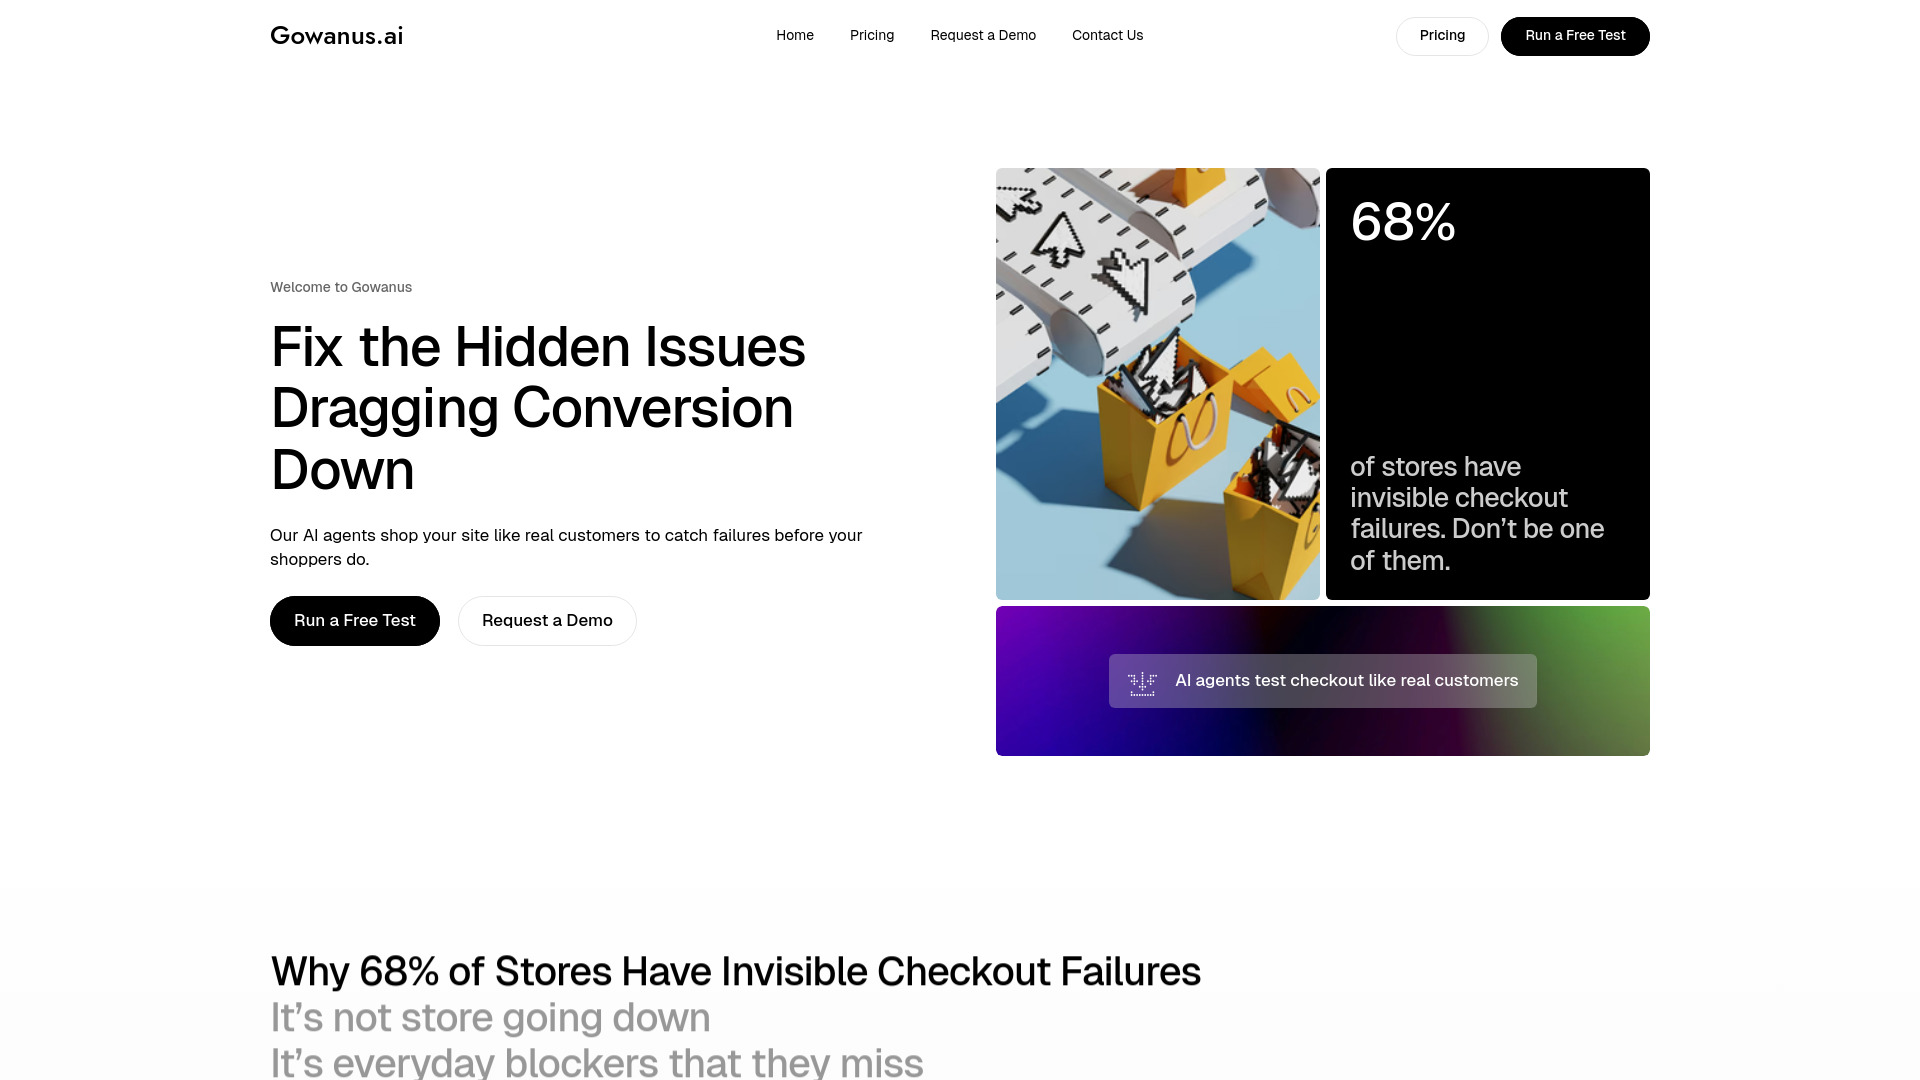 Gowanus.ai
Home
Pricing
Request a Demo
Contact Us
Pricing
Run a Free Test
Welcome to Gowanus
Fix the Hidden Issues
Dragging Conversion
Down
Our AI agents shop your site like real customers to catch failures before your
shoppers do.
Run a Free Test
Request a Demo
68%
of stores have
invisible checkout
failures. Don’t be one
of them.
AI agents test checkout like real customers
Why 68% of Stores Have Invisible Checkout Failures
It’s not store going down
It’s everyday blockers that they miss